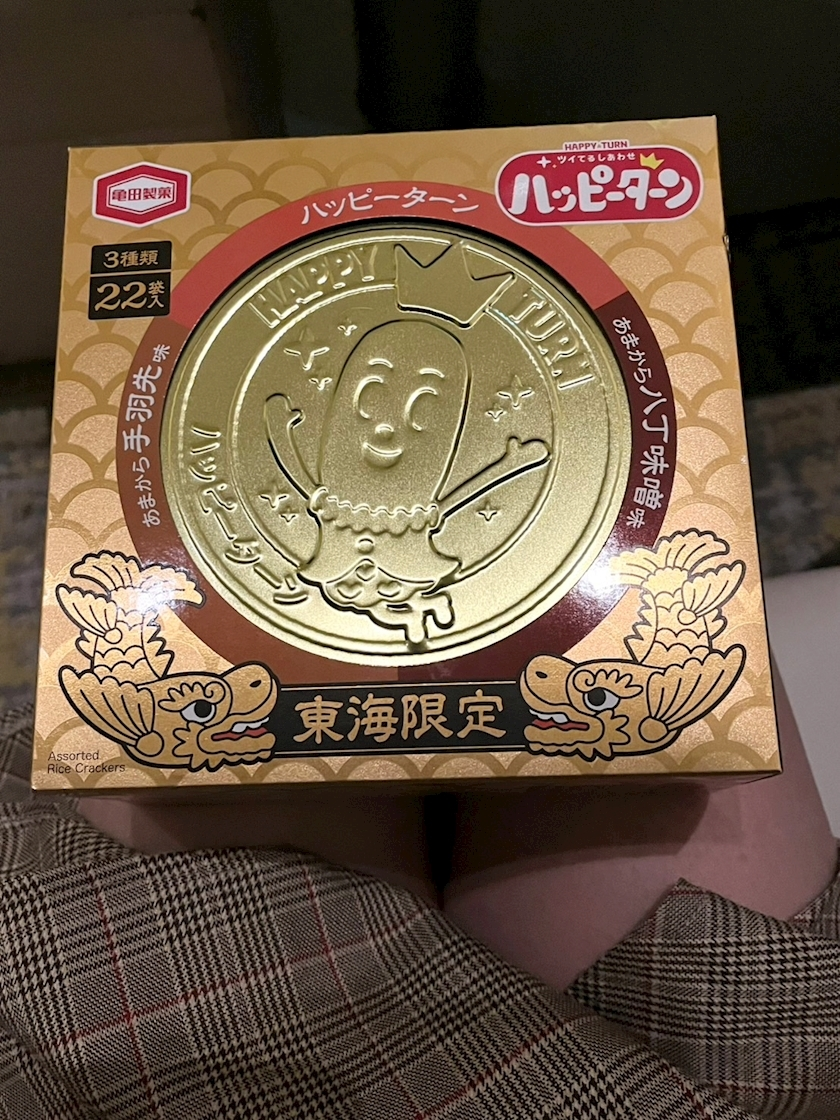 亀田製菓
HAPPY TURN
ツイてるしあわせ
ハッピーターン
3種類
22袋入
ハッピーターン
あまから手羽先味
あまから八丁味噌味
HAPPY TURN
ハッピーターン
東海限定
Assorted
Rice Crackers